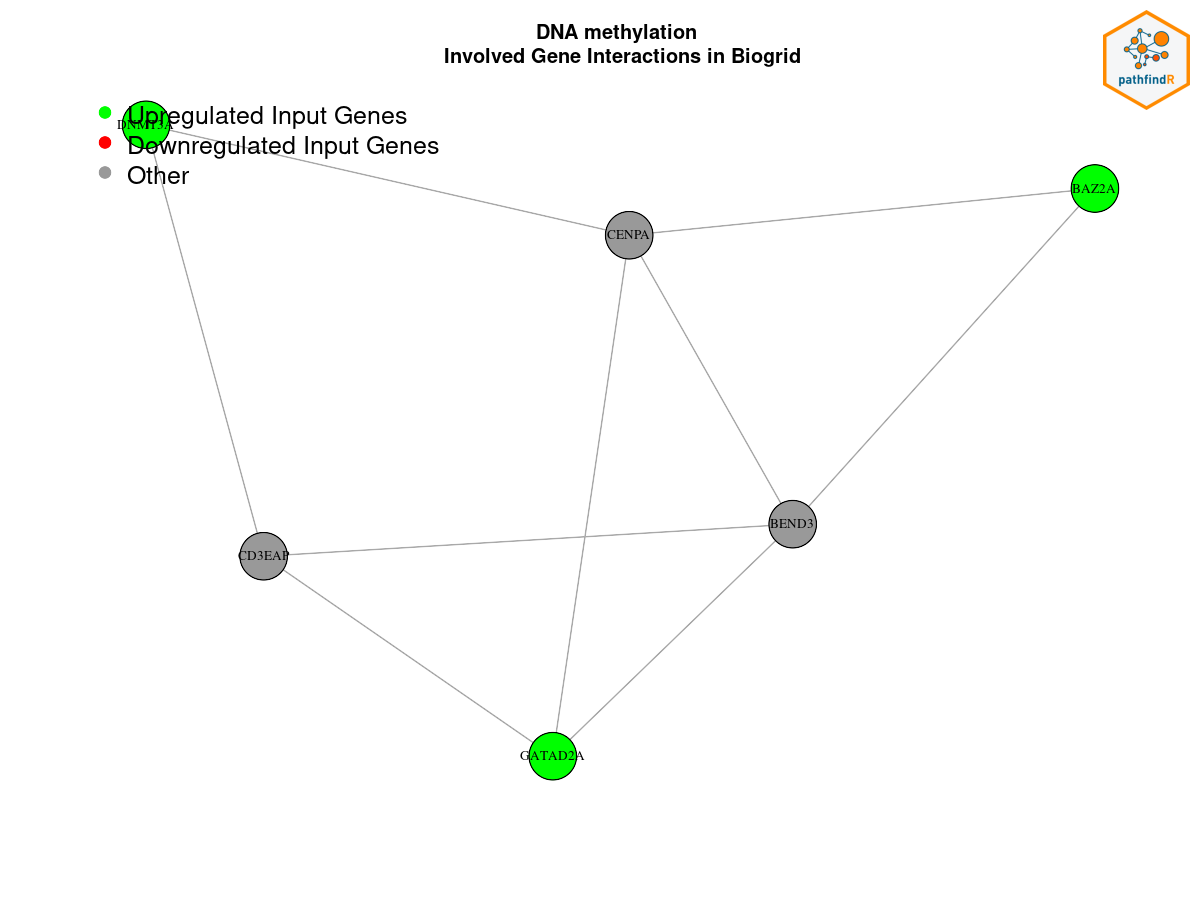 DNA methylation
Involved Gene Interactions in Biogrid
pathfindR
Upregulated Input Genes
DNMT3A
Downregulated Input Genes
Other
BAZ2A
CENPA
BEND3
CD3EAP
GATAD2A